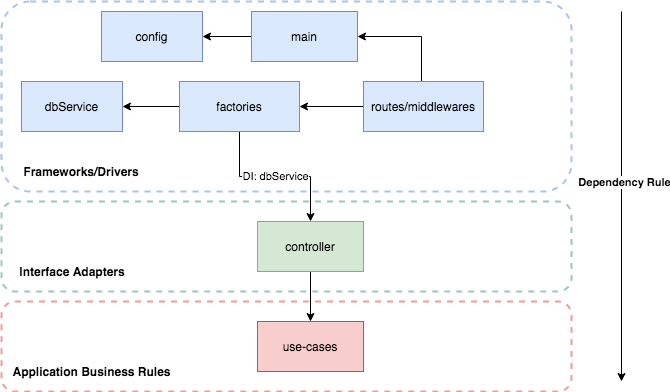 config
main
dbService
factories
routes/middlewares
Frameworks/Drivers
DI: dbService
Dependency Rule
controller
Interface Adapters
use-cases
Application Business Rules